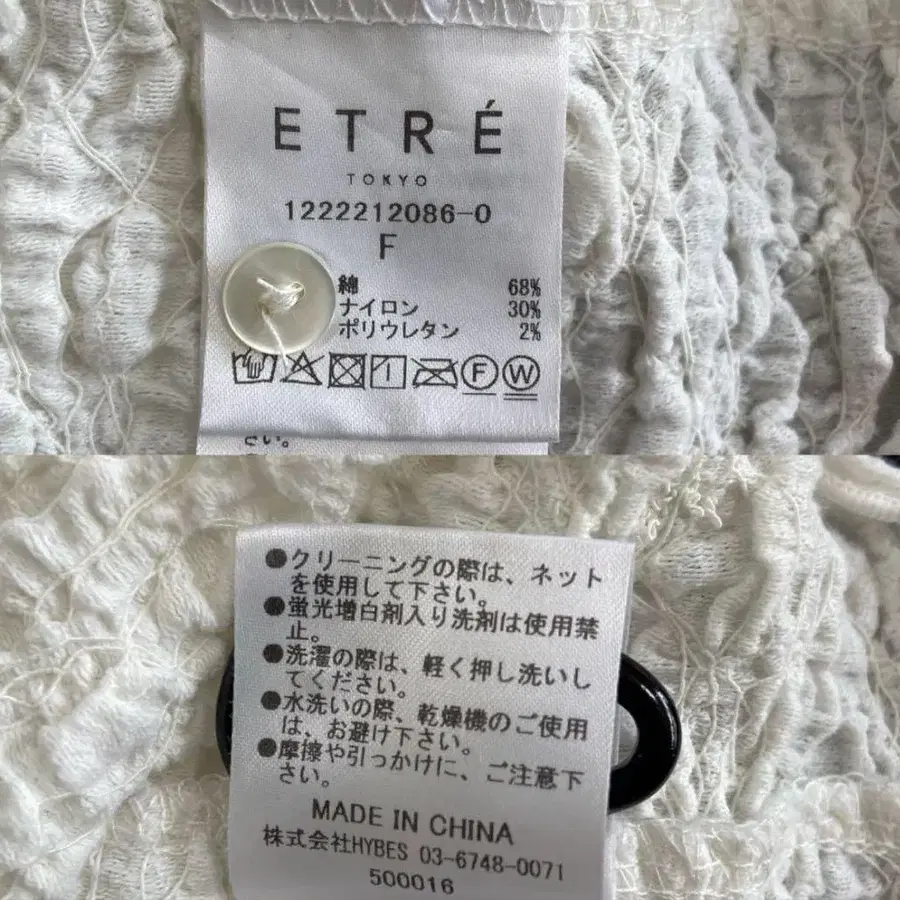 ETRÉ
TOKYO
1222212086-0
F
綿 68%
ナイロン 30%
ポリウレタン 2%
F W
さい。
●クリーニングの際は、ネット
を使用して下さい。
●蛍光増白剤入り洗剤は使用禁
止。
●洗濯の際は、軽く押し洗いし
てください。
●水洗いの際、乾燥機のご使用
は、お避け下さい。
●摩擦や引っかけに、ご注意下
さい。
MADE IN CHINA
株式会社HYBES 03-6748-0071
500016